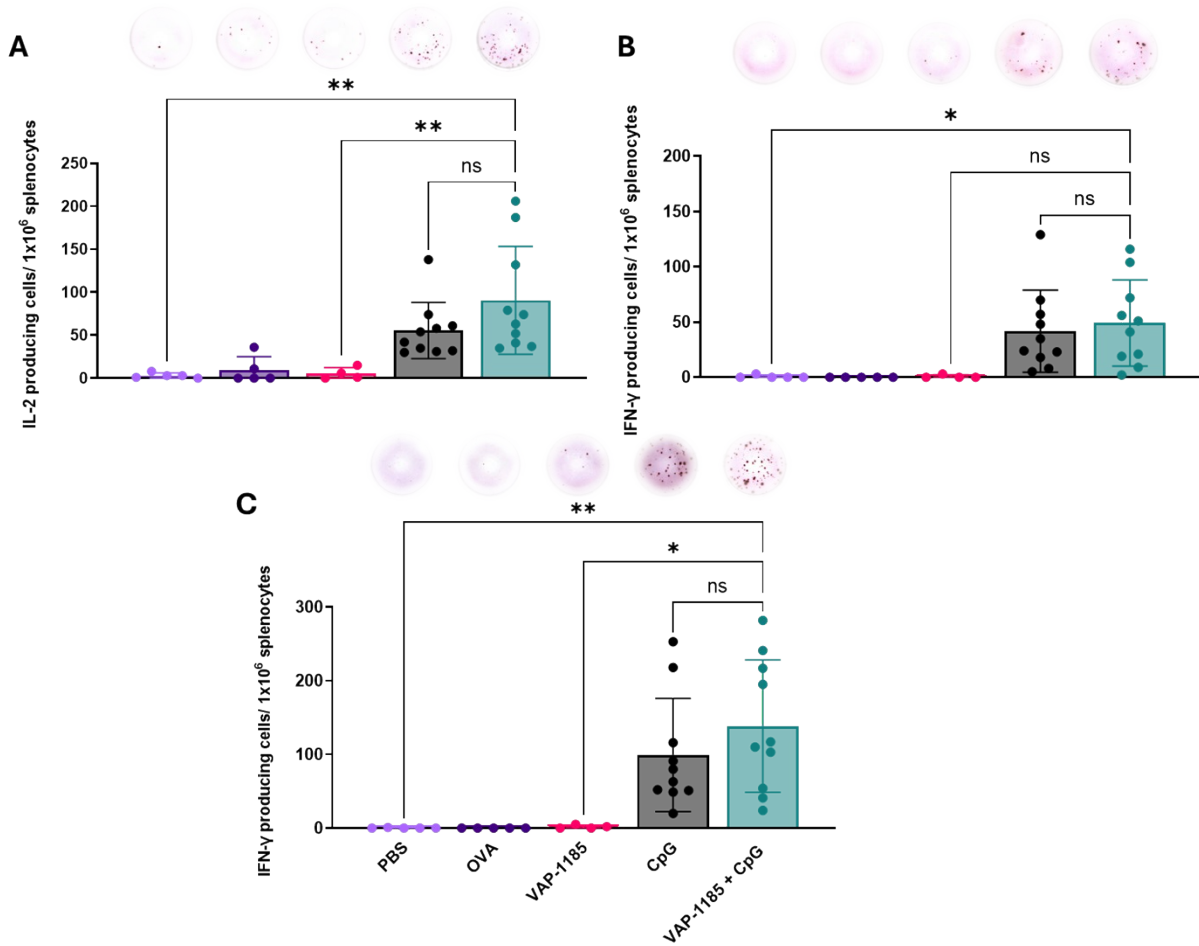 A
**
**
ns
250
200
150
100
50
0
IL-2 producing cells/ 1x10⁶ splenocytes
B
*
ns
ns
200
150
100
50
0
IFN-γ producing cells/ 1x10⁶ splenocytes
C
**
*
ns
300
200
100
0
IFN-γ producing cells/ 1x10⁶ splenocytes
PBS
OVA
VAP-1185
CpG
VAP-1185 + CpG